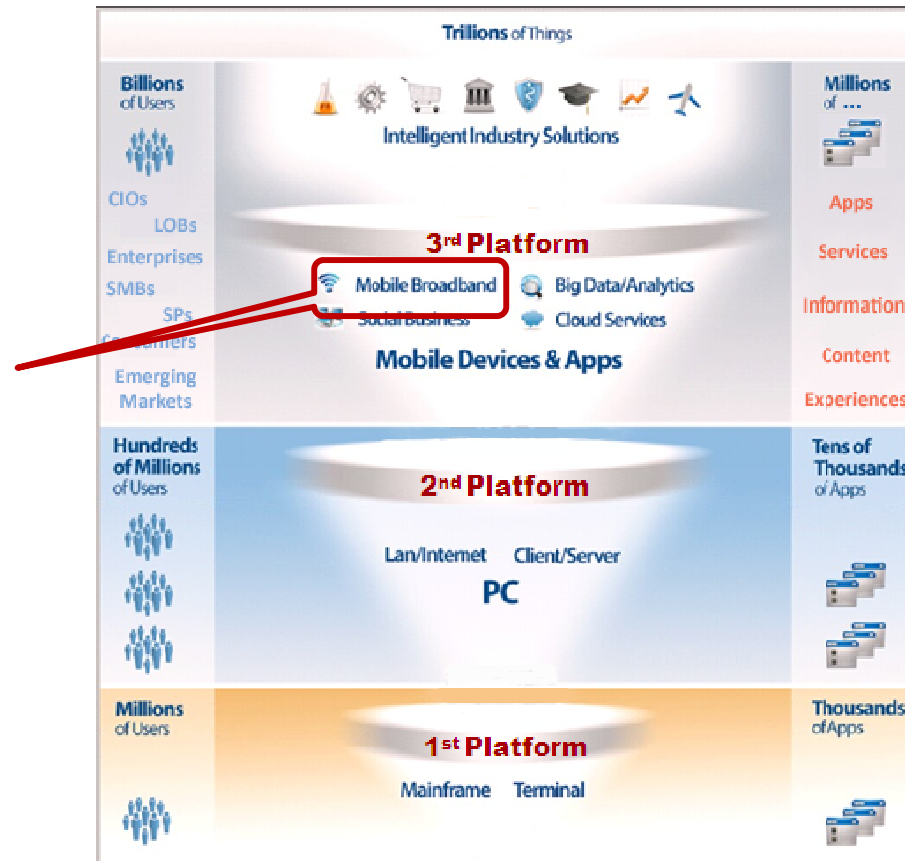 Trillions of Things
Billions
of Users
CIOs
LOBs
Enterprises
SMBs
SPs
Consumers
Emerging
Markets
Intelligent Industry Solutions
3rd Platform
Mobile Broadband
Big Data/Analytics
Social Business
Cloud Services
Mobile Devices & Apps
Millions
of ...
Apps
Services
Information
Content
Experiences
Hundreds
of Millions
of Users
2nd Platform
Lan/Internet Client/Server
PC
Tens of
Thousands
of Apps
Millions
of Users
1st Platform
Mainframe Terminal
Thousands
of Apps